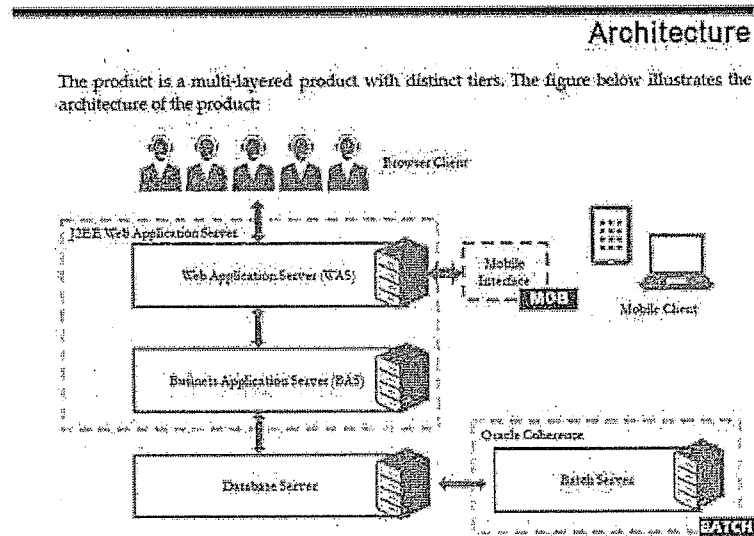 Architecture
The product is a multi-layered product with distinct tiers. The figure below illustrates the
architecture of the product:
Browser Client
J2EE Web Application Server
Web Application Server (WAS)
Mobile
Interface
MOB
Mobile Client
Business Application Server (BAS)
Oracle Coherence
Database Server
Batch Server
BATCH